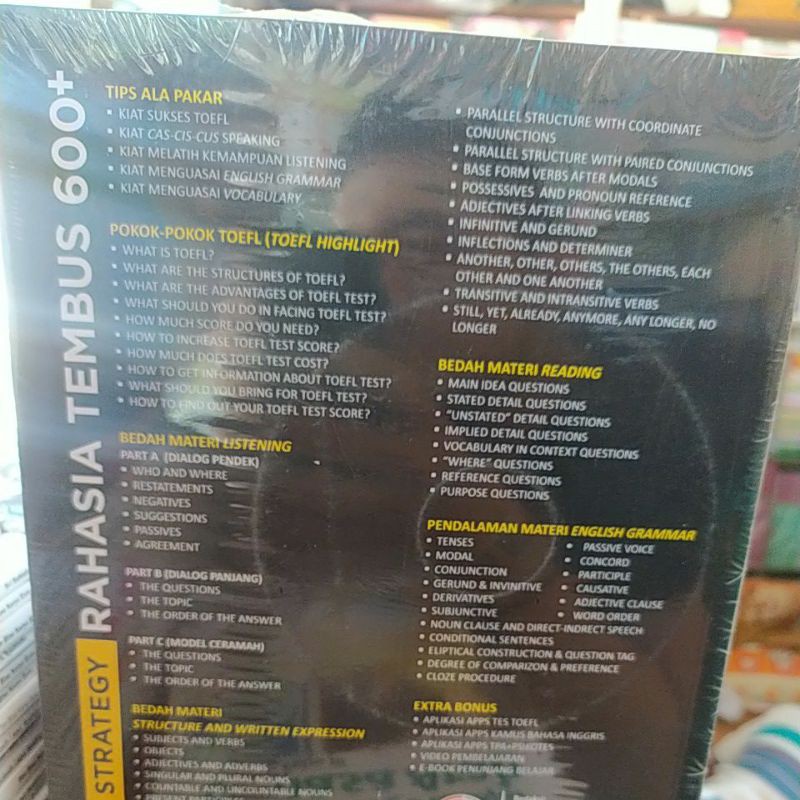 STRATEGY RAHASIA TEMBUS 600+
TIPS ALA PAKAR
• KIAT SUKSES TOEFL
• KIAT CAS-CIS-CUS SPEAKING
• KIAT MELATIH KEMAMPUAN LISTENING
• KIAT MENGUASAI ENGLISH GRAMMAR
• KIAT MENGUASAI VOCABULARY
POKOK-POKOK TOEFL (TOEFL HIGHLIGHT)
• WHAT IS TOEFL?
• WHAT ARE THE STRUCTURES OF TOEFL?
• WHAT ARE THE ADVANTAGES OF TOEFL TEST?
• WHAT SHOULD YOU DO IN FACING TOEFL TEST?
• HOW MUCH SCORE DO YOU NEED?
• HOW TO INCREASE TOEFL TEST SCORE?
• HOW MUCH DOES TOEFL TEST COST?
• HOW TO GET INFORMATION ABOUT TOEFL TEST?
• WHAT SHOULD YOU BRING FOR TOEFL TEST?
• HOW TO FIND OUT YOUR TOEFL TEST SCORE?
BEDAH MATERI LISTENING
PART A (DIALOG PENDEK)
• WHO AND WHERE
• RESTATEMENTS
• NEGATIVES
• SUGGESTIONS
• PASSIVES
• AGREEMENT
PART B (DIALOG PANJANG)
• THE QUESTIONS
• THE TOPIC
• THE ORDER OF THE ANSWER
PART C (MODEL CERAMAH)
• THE QUESTIONS
• THE TOPIC
• THE ORDER OF THE ANSWER
BEDAH MATERI
STRUCTURE AND WRITTEN EXPRESSION
• SUBJECTS AND VERBS
• OBJECTS
• ADJECTIVES AND ADVERBS
• SINGULAR AND PLURAL NOUNS
• COUNTABLE AND UNCOUNTABLE NOUNS
• PRESENT PARTICIPLES
• PARALLEL STRUCTURE WITH COORDINATE
CONJUNCTIONS
• PARALLEL STRUCTURE WITH PAIRED CONJUNCTIONS
• BASE FORM VERBS AFTER MODALS
• POSSESSIVES AND PRONOUN REFERENCE
• ADJECTIVES AFTER LINKING VERBS
• INFINITIVE AND GERUND
• INFLECTIONS AND DETERMINER
• ANOTHER, OTHER, OTHERS, THE OTHERS, EACH
OTHER AND ONE ANOTHER
• TRANSITIVE AND INTRANSITIVE VERBS
• STILL, YET, ALREADY, ANYMORE, ANY LONGER, NO
LONGER
BEDAH MATERI READING
• MAIN IDEA QUESTIONS
• STATED DETAIL QUESTIONS
• "UNSTATED" DETAIL QUESTIONS
• IMPLIED DETAIL QUESTIONS
• VOCABULARY IN CONTEXT QUESTIONS
• "WHERE" QUESTIONS
• REFERENCE QUESTIONS
• PURPOSE QUESTIONS
PENDALAMAN MATERI ENGLISH GRAMMAR
• TENSES
• MODAL
• CONJUNCTION
• GERUND & INVINITIVE
• DERIVATIVES
• SUBJUNCTIVE
• PASSIVE VOICE
• CONCORD
• PARTICIPLE
• CAUSATIVE
• ADJECTIVE CLAUSE
• WORD ORDER
• NOUN CLAUSE AND DIRECT-INDRECT SPEECH
• CONDITIONAL SENTENCES
• ELIPTICAL CONSTRUCTION & QUESTION TAG
• DEGREE OF COMPARIZON & PREFERENCE
• CLOZE PROCEDURE
EXTRA BONUS
• APLIKASI APPS TES TOEFL
• APLIKASI APPS KAMUS BAHASA INGGRIS
• APLIKASI APPS TPA+PSIKOTES
• VIDEO PEMBELAJARAN
• E-BOOK PENUNJANG BELAJAR